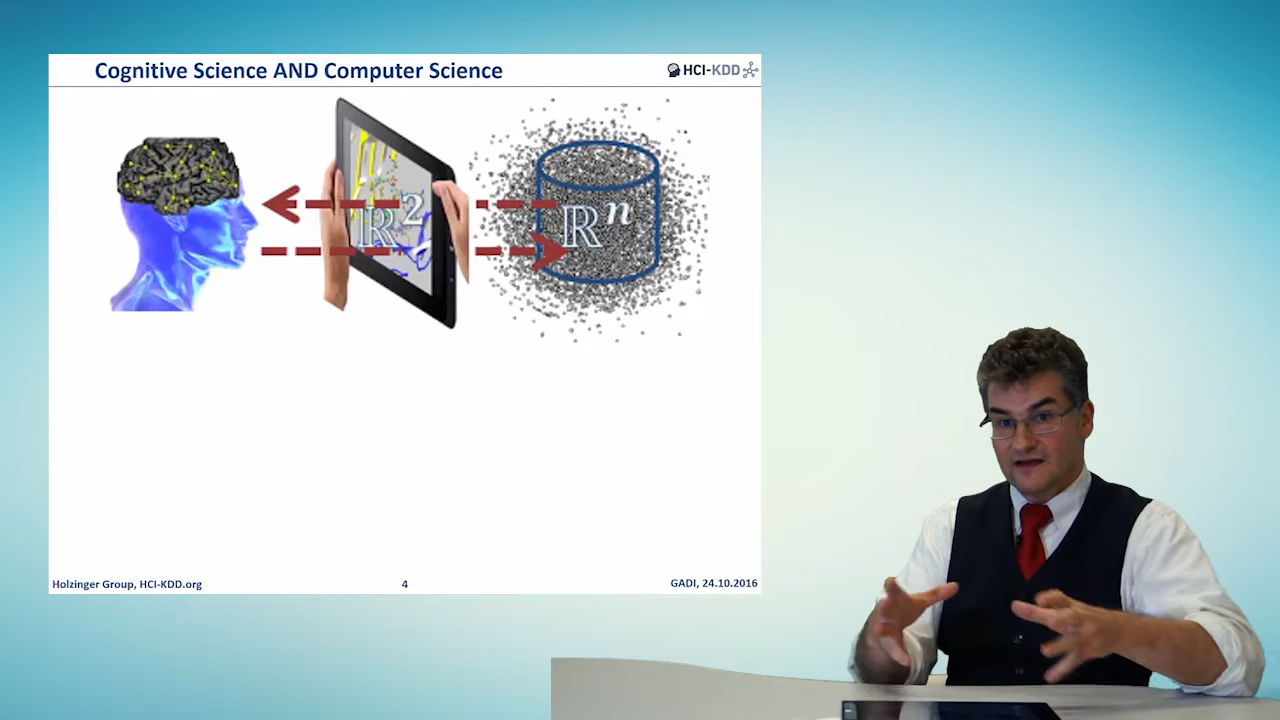 Cognitive Science AND Computer Science
HCI-KDD
ℝ² ℝⁿ
Holzinger Group, HCI-KDD.org 4 GADI, 24.10.2016